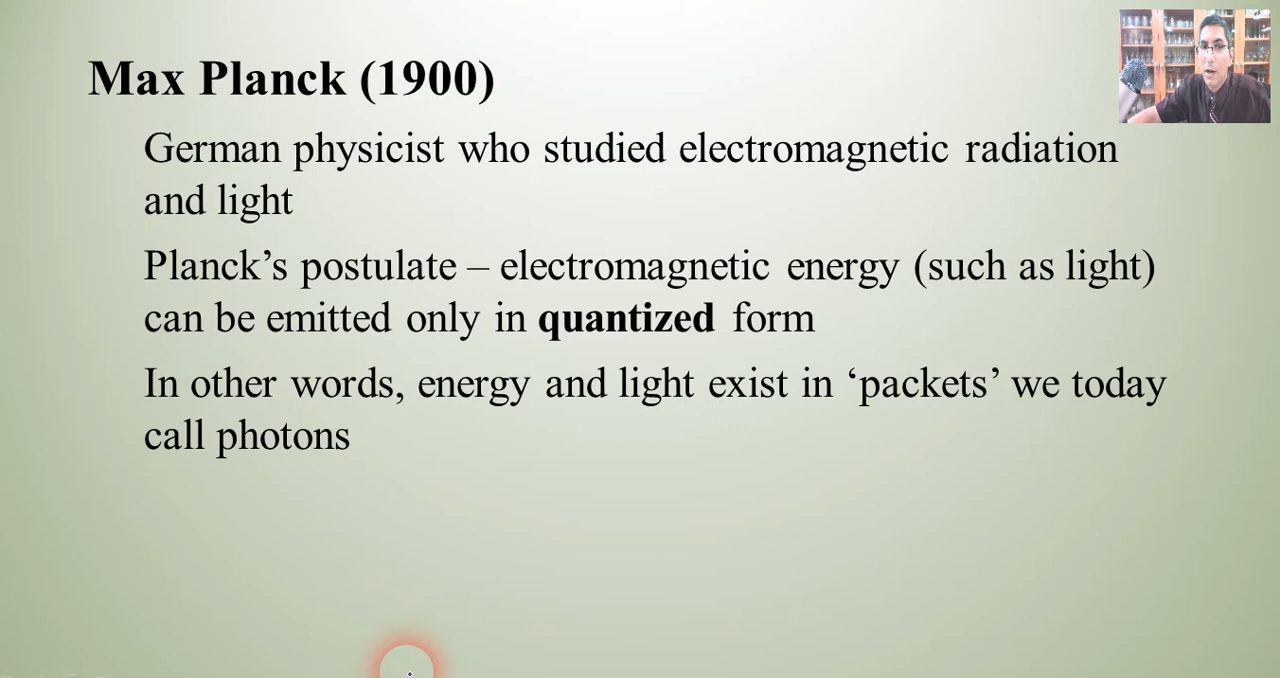 Max Planck (1900)
German physicist who studied electromagnetic radiation
and light
Planck’s postulate – electromagnetic energy (such as light)
can be emitted only in quantized form
In other words, energy and light exist in ‘packets’ we today
call photons